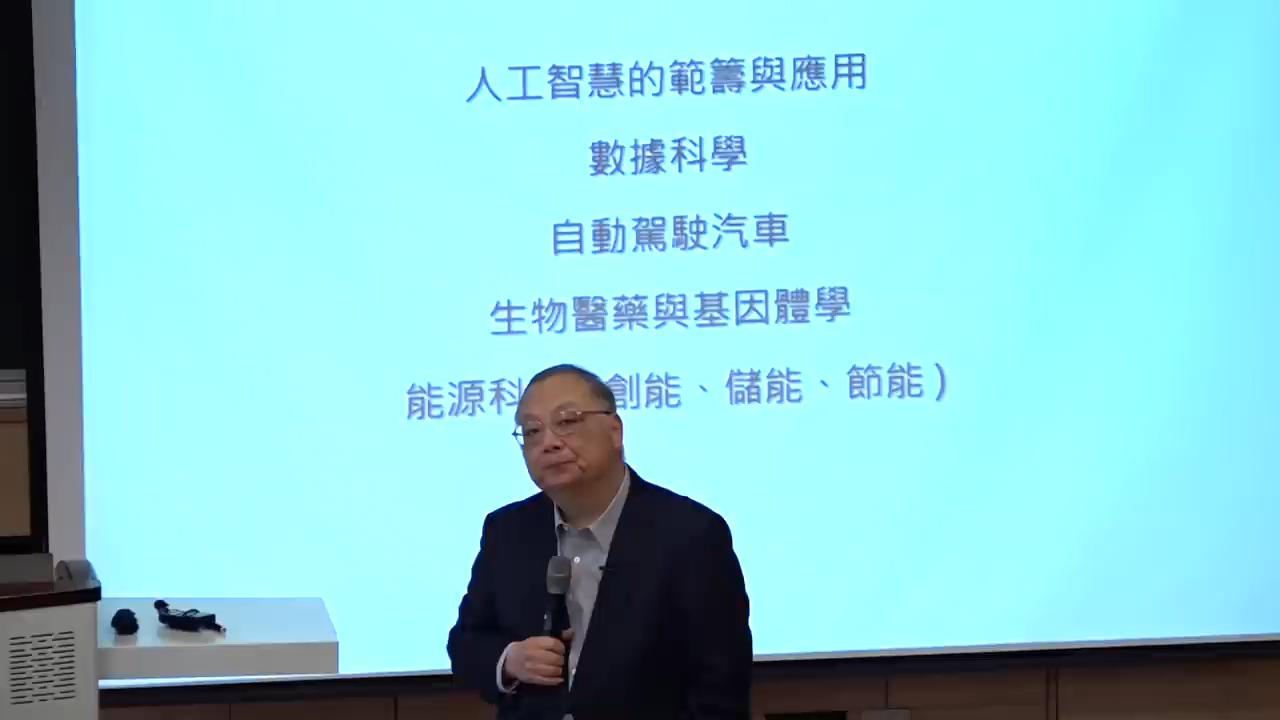 人工智慧的範籌與應用
數據科學
自動駕駛汽車
生物醫藥與基因體學
能源科 創能、儲能、節能)